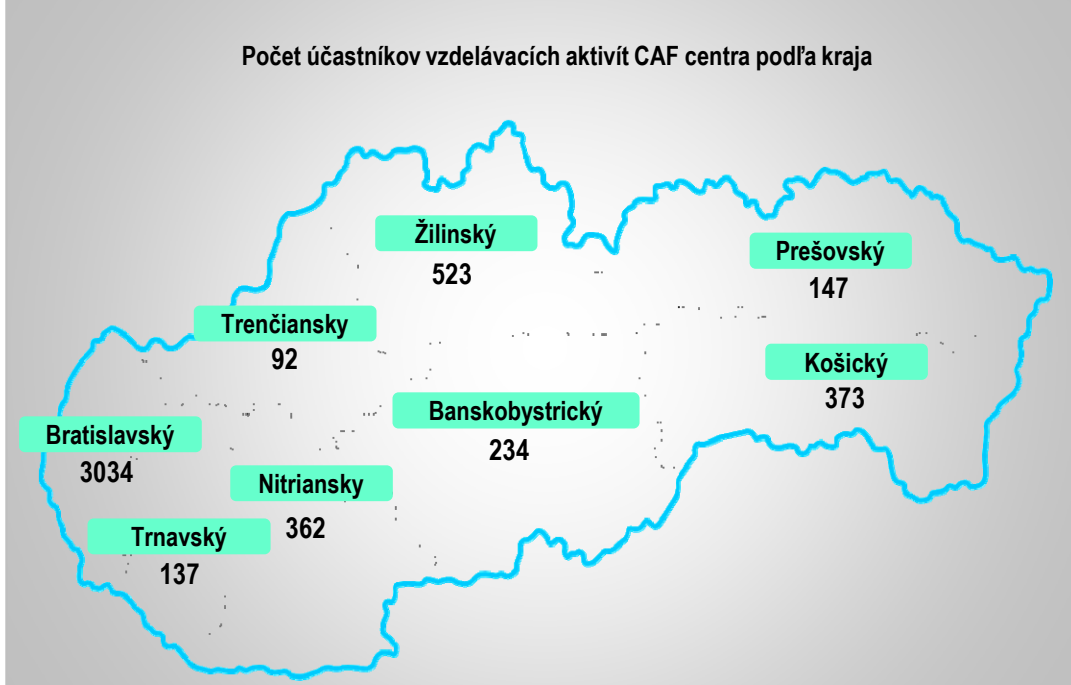 Počet účastníkov vzdelávacích aktivít CAF centra podľa kraja
Žilinský
523
Prešovský
147
Trenčiansky
92
Košický
373
Banskobystrický
234
Bratislavský
3034
Nitriansky
362
Trnavský
137